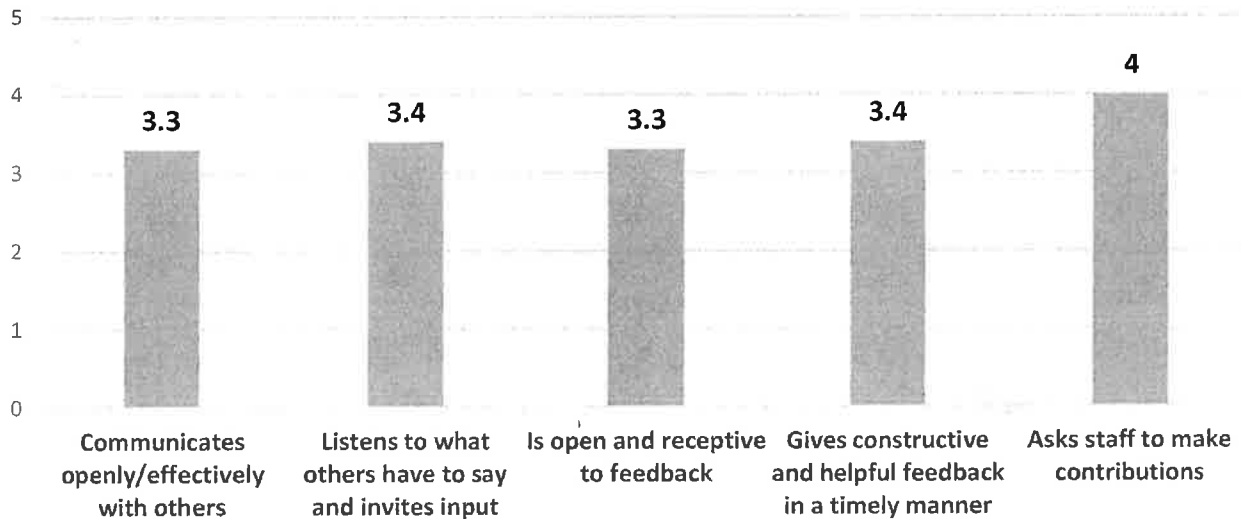 5
4
3
2
1
0
3.3
3.4
3.3
3.4
4
Communicates
openly/effectively
with others
Listens to what
others have to say
and invites input
Is open and receptive
to feedback
Gives constructive
and helpful feedback
in a timely manner
Asks staff to make
contributions